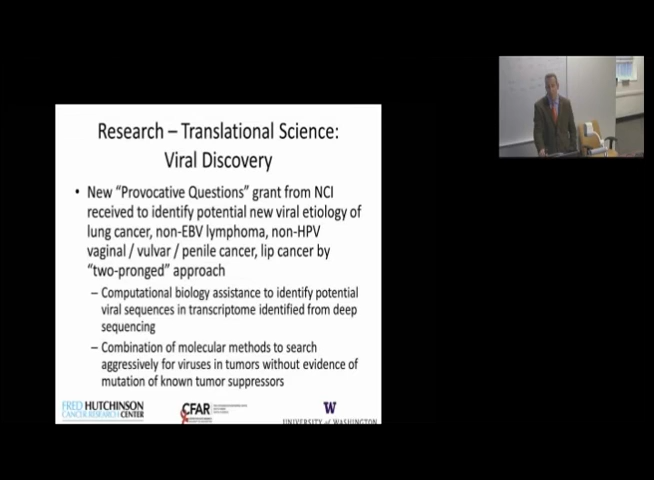 Research – Translational Science:
Viral Discovery
• New “Provocative Questions” grant from NCI
received to identify potential new viral etiology of
lung cancer, non-EBV lymphoma, non-HPV
vaginal / vulvar / penile cancer, lip cancer by
“two-pronged” approach
– Computational biology assistance to identify potential
viral sequences in transcriptome identified from deep
sequencing
– Combination of molecular methods to search
aggressively for viruses in tumors without evidence of
mutation of known tumor suppressors
FRED HUTCHINSON
CANCER RESEARCH CENTER
CFAR
W
UNIVERSITY of WASHINGTON